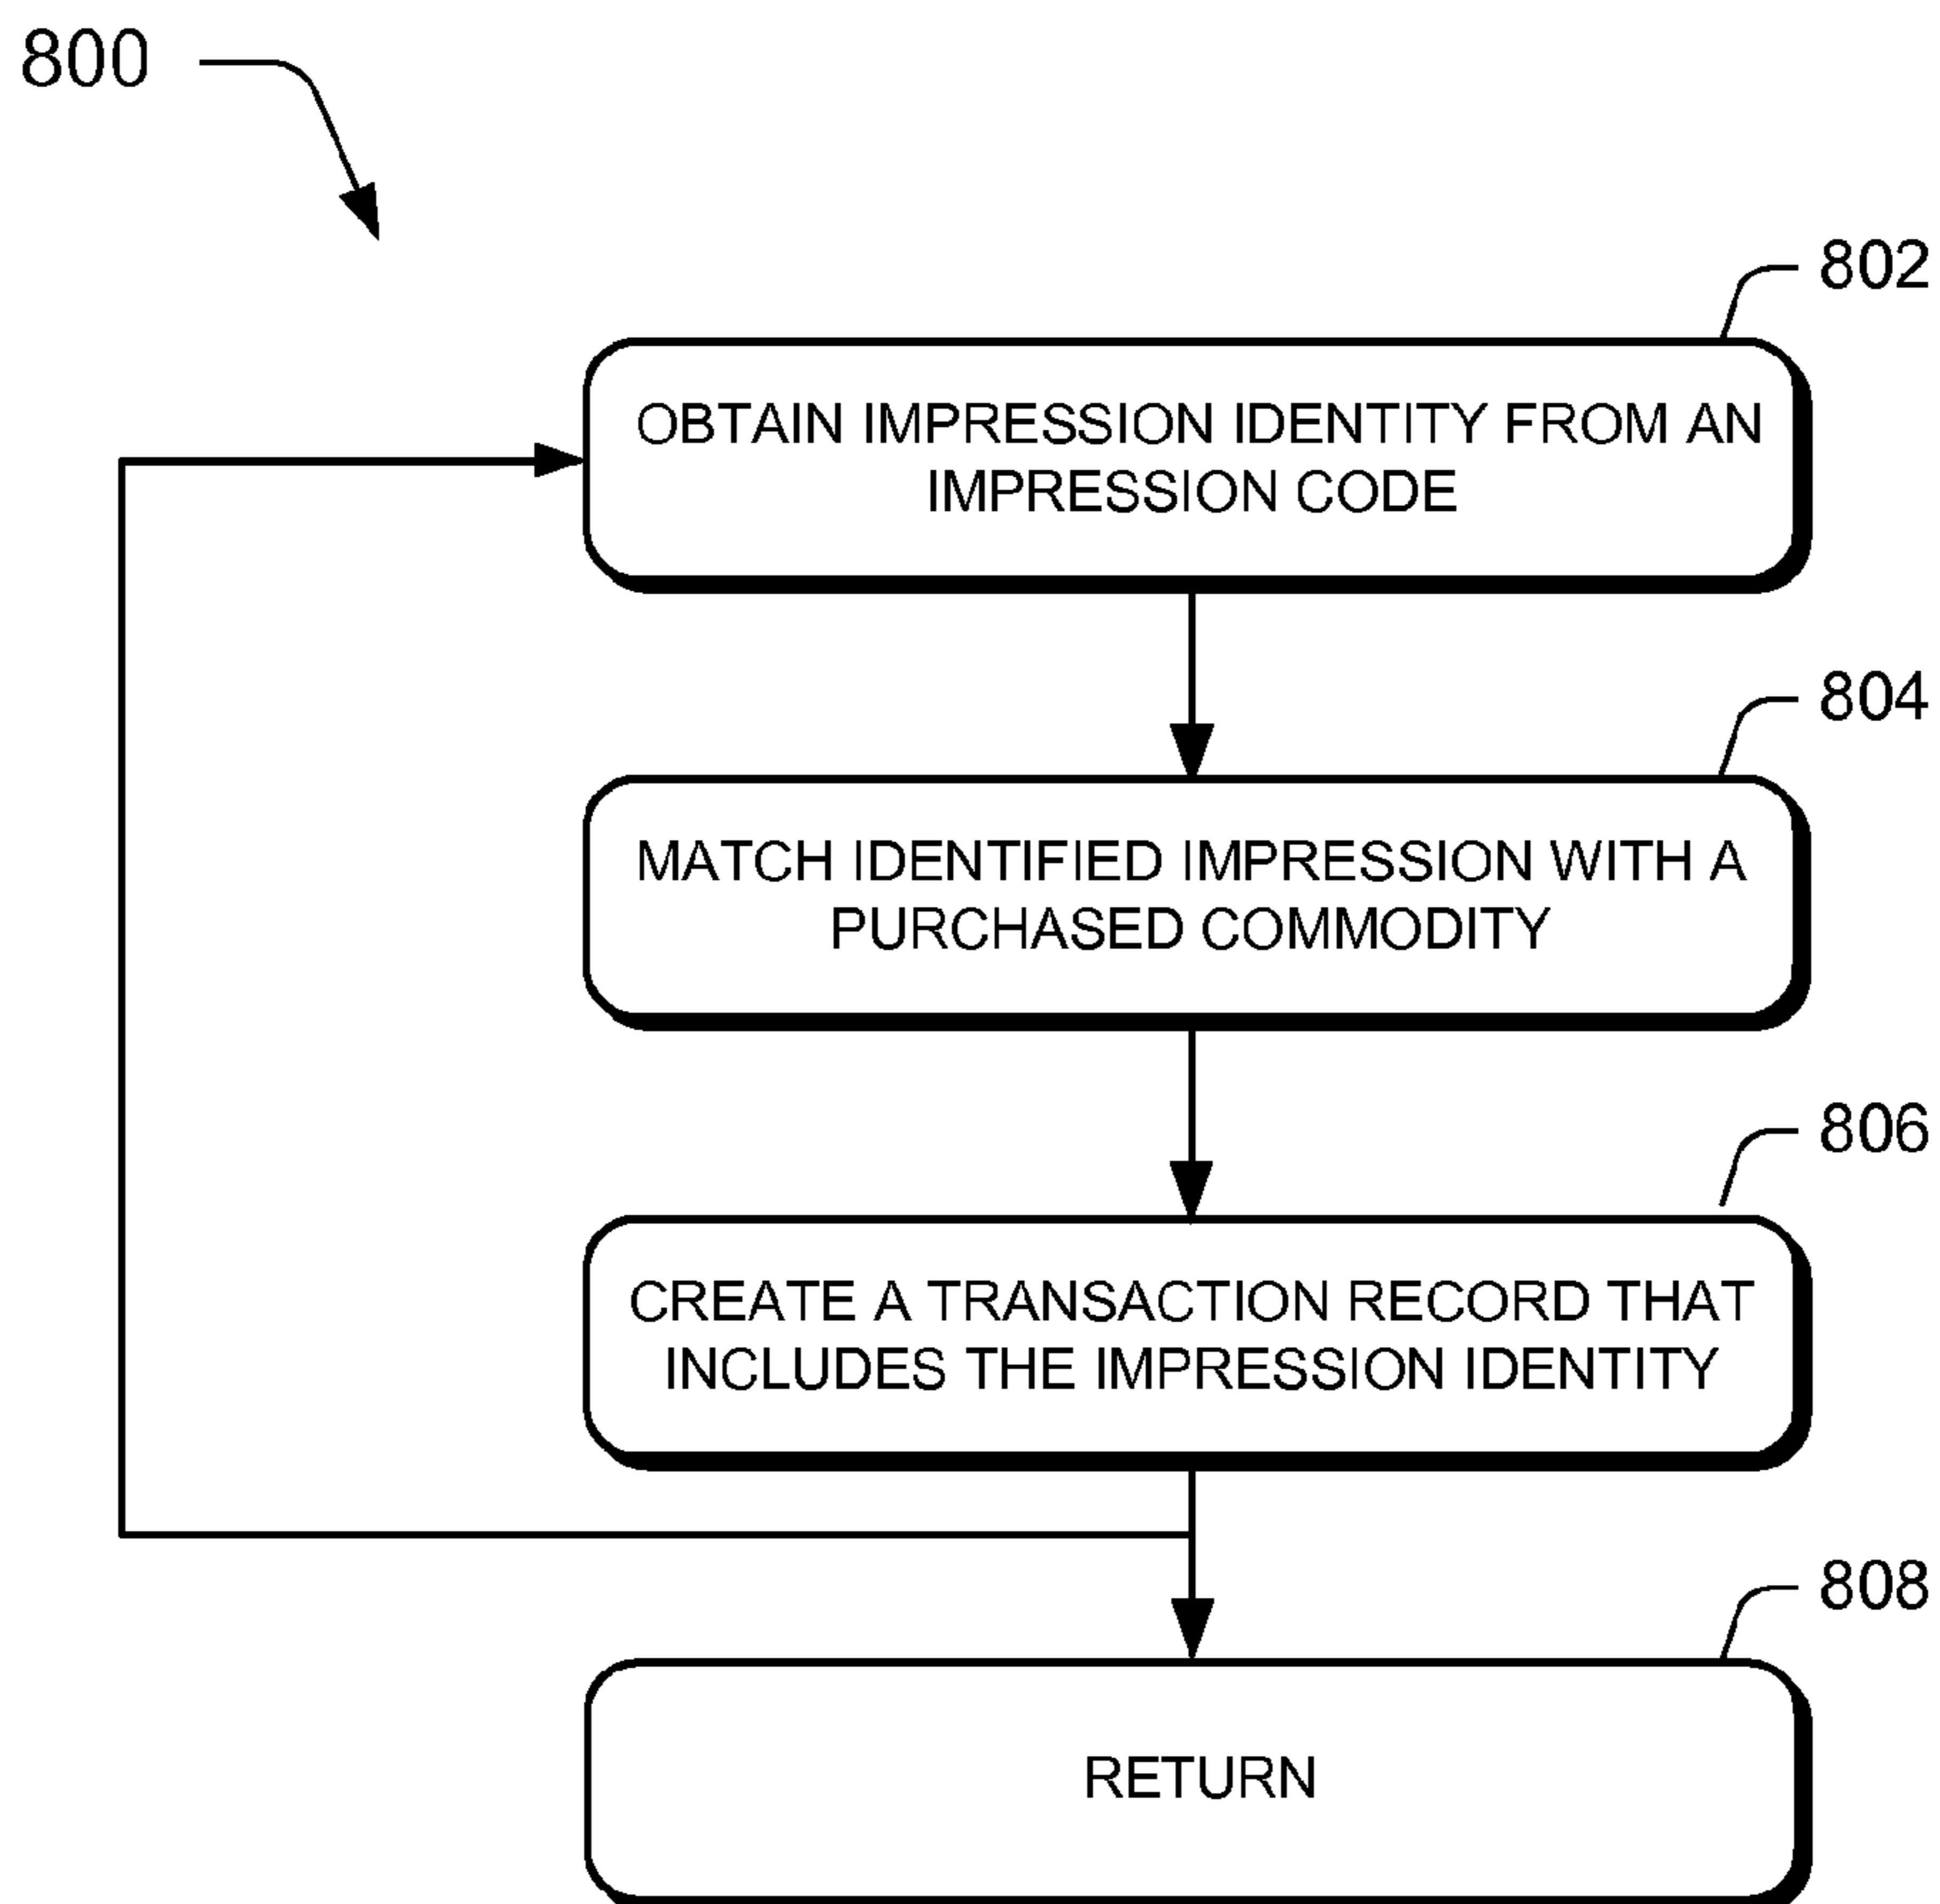 800
802
OBTAIN IMPRESSION IDENTITY FROM AN
IMPRESSION CODE
804
MATCH IDENTIFIED IMPRESSION WITH A
PURCHASED COMMODITY
806
CREATE A TRANSACTION RECORD THAT
INCLUDES THE IMPRESSION IDENTITY
808
RETURN